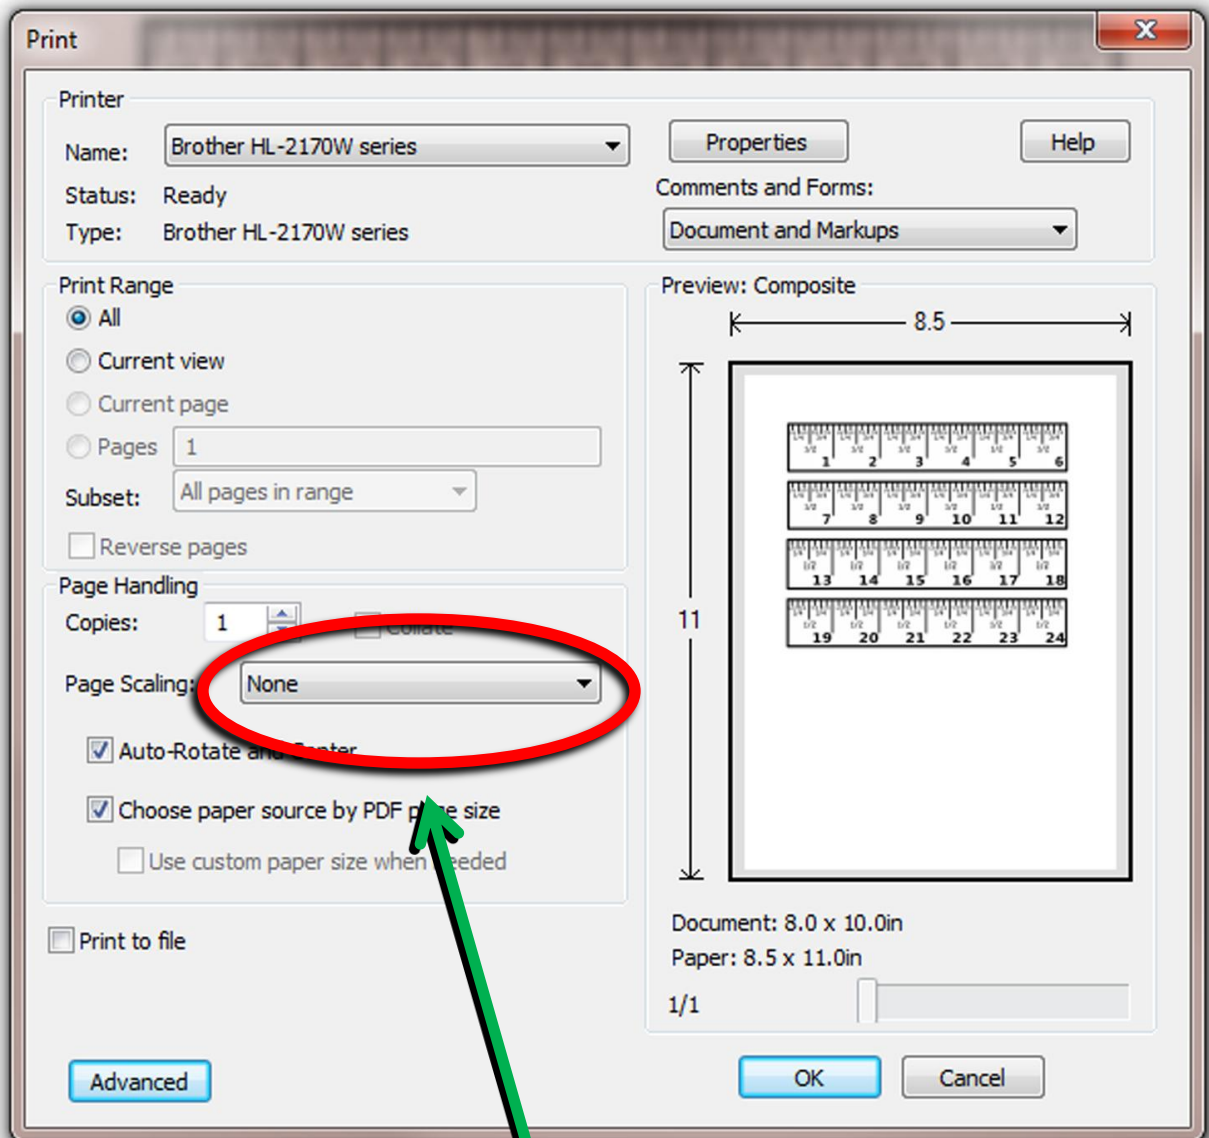 Print
Printer
Name: Brother HL-2170W series Properties Help
Status: Ready Comments and Forms:
Type: Brother HL-2170W series Document and Markups
Print Range
All
Current view
Current page
Pages 1
Subset: All pages in range
Reverse pages
Page Handling
Copies: 1 Collate
Page Scaling: None
Auto-Rotate and Center
Choose paper source by PDF page size
Use custom paper size when needed
Print to file
Advanced
Preview: Composite
8.5
11
1 2 3 4 5 6
7 8 9 10 11 12
13 14 15 16 17 18
19 20 21 22 23 24
Document: 8.0 x 10.0in
Paper: 8.5 x 11.0in
1/1
OK Cancel